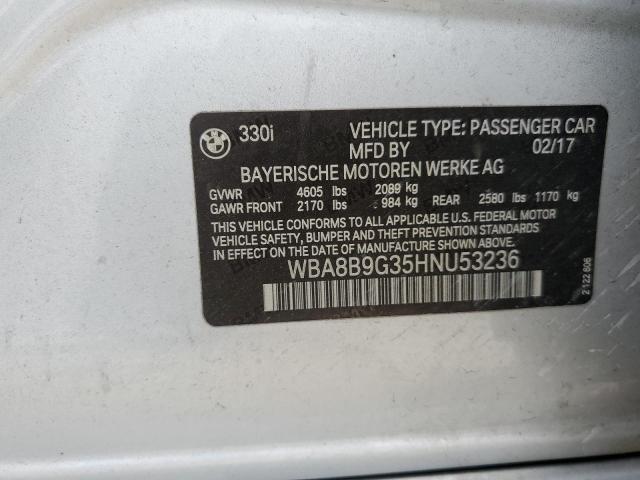 330i VEHICLE TYPE: PASSENGER CAR
MFD BY 02/17
BAYERISCHE MOTOREN WERKE AG
GVWR 4605 lbs 2089 kg
GAWR FRONT 2170 lbs 984 kg REAR 2580 lbs 1170 kg
THIS VEHICLE CONFORMS TO ALL APPLICABLE U.S. FEDERAL MOTOR
VEHICLE SAFETY, BUMPER AND THEFT PREVENTION STANDARDS
IN EFFECT ON THE DATE OF MANUFACTURE SHOWN ABOVE.
WBA8B9G35HNU53236
2122 606